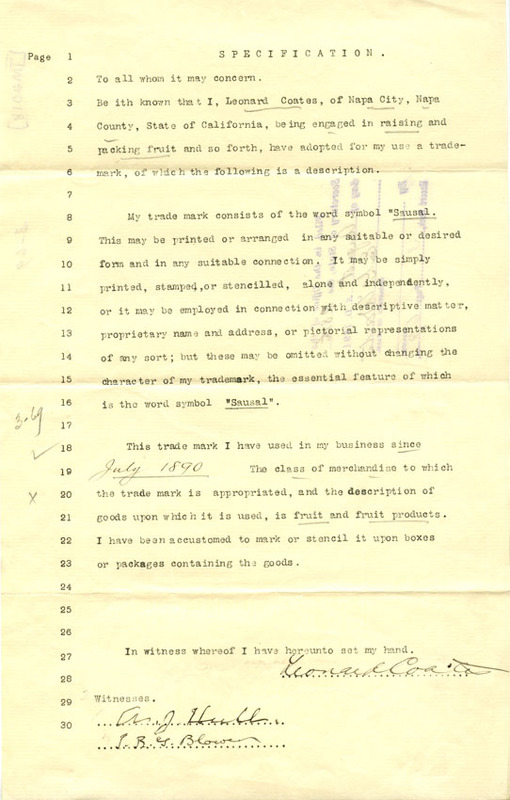 Page 1 SPECIFICATION.
2 To all whom it may concern.
3 Be ith known that I, Leonard Coates, of Napa City, Napa
4 County, State of California, being engaged in raising and
5 packing fruit and so forth, have adopted for my use a trade-
6 mark, of which the following is a description.
7
8 My trade mark consists of the word symbol "Sausal.
9 This may be printed or arranged in any suitable or desired
10 form and in any suitable connection. It may be simply
11 printed, stamped,or stencilled, alone and independently,
12 or it may be employed in connection with descriptive matter,
13 proprietary name and address, or pictorial representations
14 of any sort; but these may be omitted without changing the
15 character of my trademark, the essential feature of which
16 is the word symbol "Sausal".
3-69
17
18 This trade mark I have used in my business since
19 July 1890 The class of merchandise to which
x 20 the trade mark is appropriated, and the description of
21 goods upon which it is used, is fruit and fruit products.
22 I have been accustomed to mark or stencil it upon boxes
23 or packages containing the goods.
24
25
26
27 In witness whereof I have hereunto set my hand.
28 Leonard Coates
29 Witnesses.
30 A. J. Hull
J. R. G. Blower